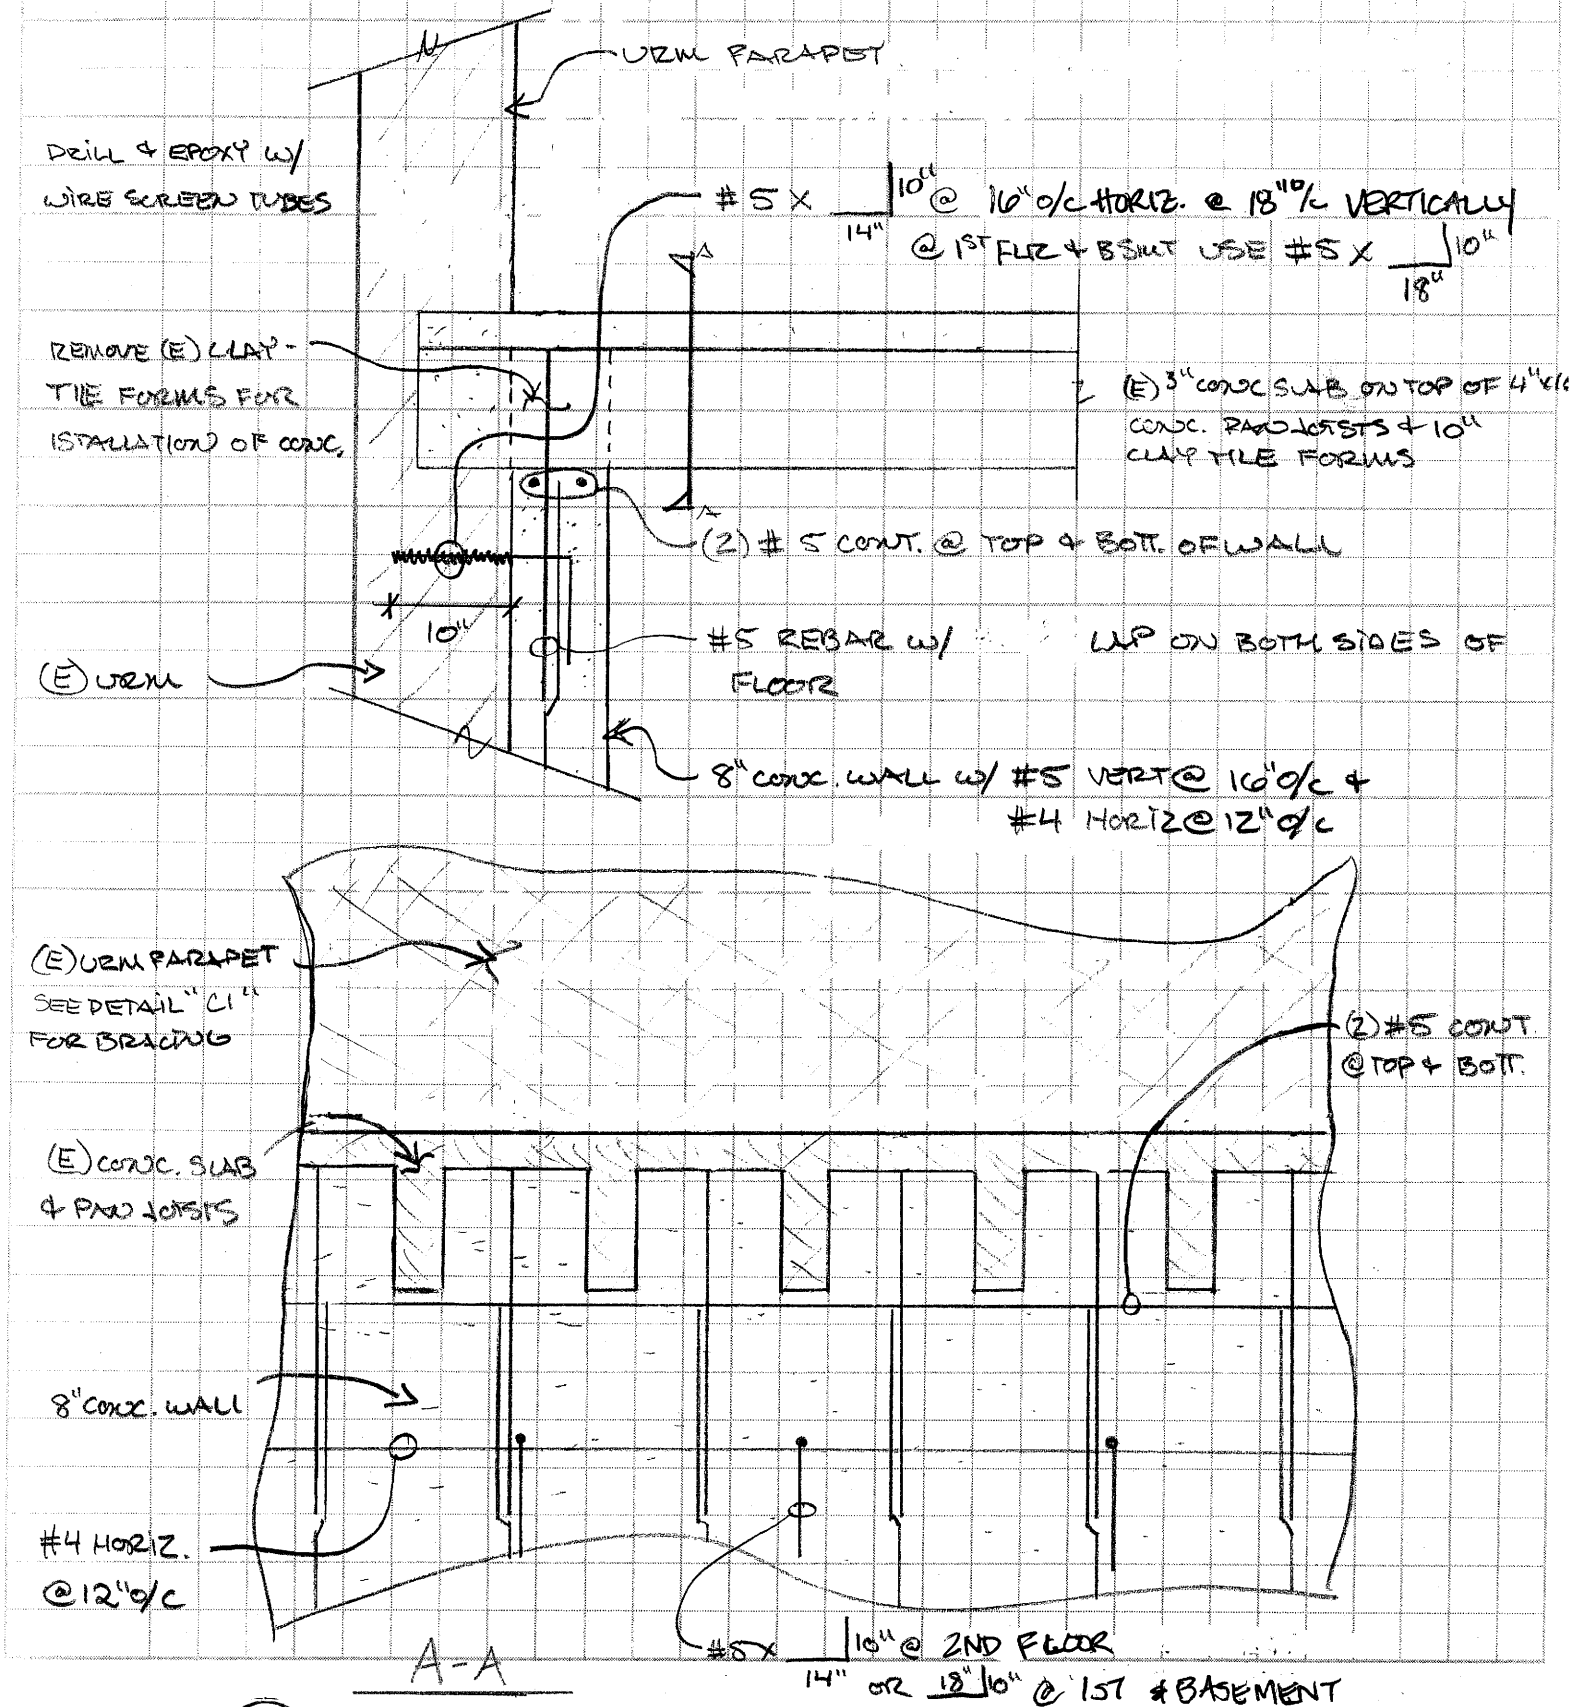 URM PARAPET
DRILL & EPOXY W/
WIRE SCREEN TUBES
#5 X 14" 10" @ 16" O/C HORIZ. @ 18" O/C VERTICALLY
@ 1ST FLR & BSMT USE #5 X 18" 10"
A
REMOVE (E) CLAY-
TILE FORMS FOR
ISTALLATION OF CONC.
(E) 3" CONC SLAB ON TOP OF 4"
CONC. PAN JOISTS & 10"
CLAY TILE FORMS
A
(2) #5 CONT. @ TOP & BOTT. OF WALL
10"
#5 REBAR W/ LAP ON BOTH SIDES OF
FLOOR
(E) URM
8" CONC. WALL W/ #5 VERT @ 16" O/C &
#4 HORIZ @ 12" O/C
(E) URM PARAPET
SEE DETAIL "C1"
FOR BRACING
(2) #5 CONT.
@ TOP & BOTT.
(E) CONC. SLAB
& PAN JOISTS
8" CONC. WALL
#4 HORIZ.
@ 12" O/C
#5 X 14" 10" @ 2ND FLOOR
OR 18" 10" @ 1ST & BASEMENT
A-A